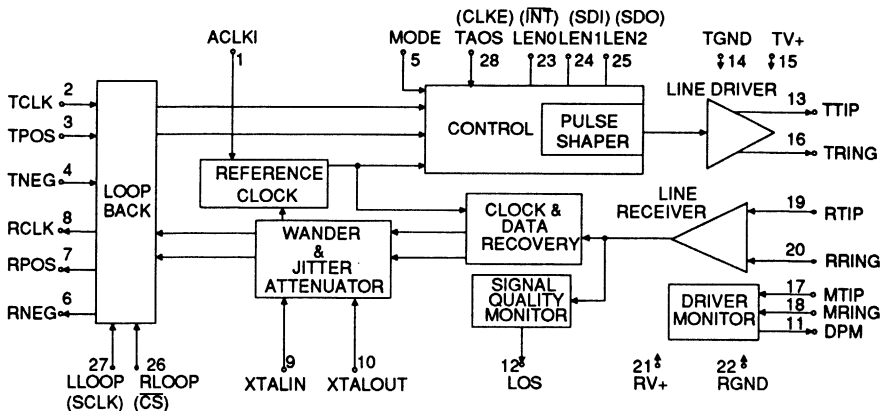 (CLKE) (INT) (SDI) (SDO)
ACLKI MODE TAOS LEN0 LEN1 LEN2 TGND TV+
1 5 28 23 24 25 14 15
LINE DRIVER
TCLK 2
TPOS 3
TNEG 4
RCLK 8
RPOS 7
RNEG 6
LOOP
BACK
REFERENCE
CLOCK
CONTROL
PULSE
SHAPER
13 TTIP
16 TRING
WANDER
&
JITTER
ATTENUATOR
CLOCK &
DATA
RECOVERY
LINE
RECEIVER
19 RTIP
20 RRING
SIGNAL
QUALITY
MONITOR
DRIVER
MONITOR
17 MTIP
18 MRING
11 DPM
27 26 9 10 12 21 22
LLOOP RLOOP XTALIN XTALOUT LOS RV+ RGND
(SCLK) (CS)